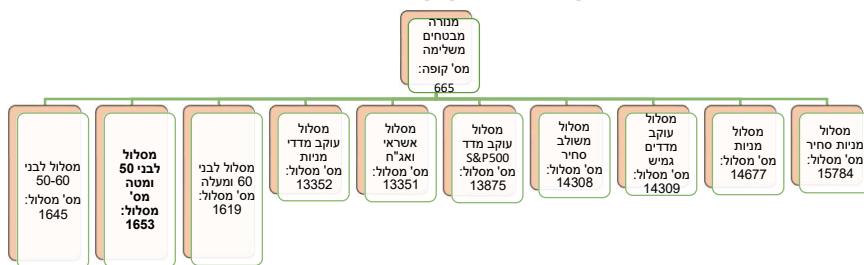 מנורה
מבטחים
משלימה
מס' קופה:
665
מסלול
מניות סחיר
מס' מסלול:
15784
מסלול
מניות
מס' מסלול:
14677
מסלול
עוקב
מדדים
גמיש
מס' מסלול:
14309
מסלול
משולב
סחיר
מס' מסלול:
14308
מסלול
עוקב מדד
S&P500
מס' מסלול:
13875
מסלול
אשראי
ואג"ח
מס' מסלול:
13351
מסלול
עוקב מדדי
מניות
מס' מסלול:
13352
מסלול לבני
60 ומעלה
מס' מסלול:
1619
מסלול
לבני 50
ומטה
מס'
מסלול:
1653
מסלול לבני
50-60
מס' מסלול:
1645